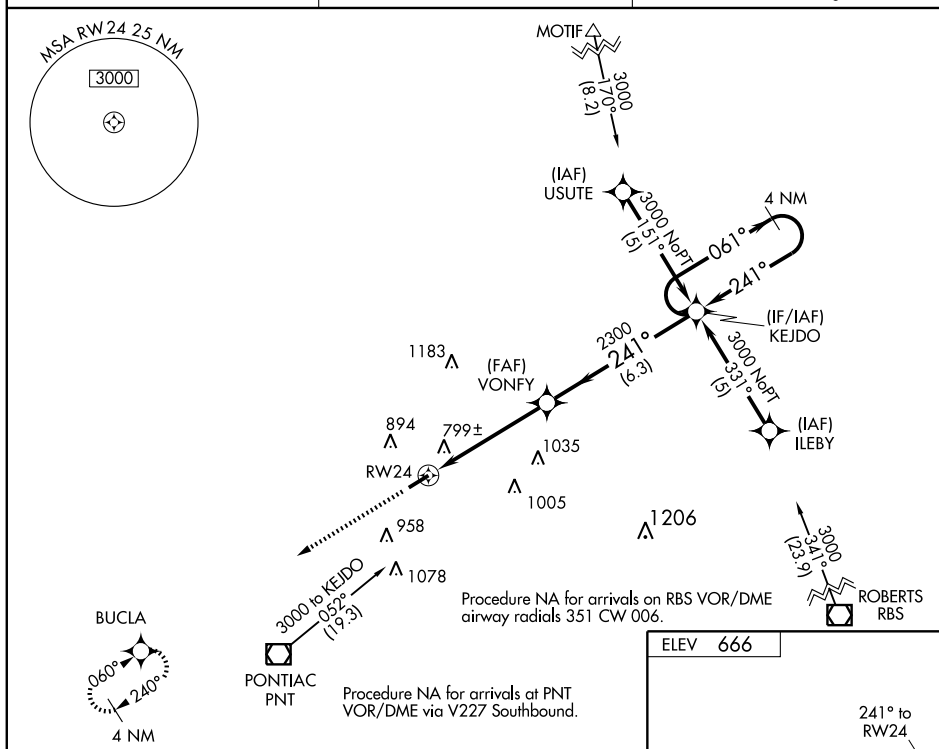 MSA RW24 25 NM
3000
MOTIF
3000
170°
(8.2)
(IAF)
USUTE
3000 NoPT
151°
(5)
4 NM
061°
241°
(IF/IAF)
KEJDO
2300
241°
(6.3)
(FAF)
VONFY
3000 NoPT
331°
(5)
(IAF)
ILEBY
1183
894
799±
1035
RW24
1005
958
1206
1078
3000
341°
(23.9)
ROBERTS
RBS
3000 to KEJDO
052°
(19.3)
Procedure NA for arrivals on RBS VOR/DME
airway radials 351 CW 006.
BUCLA
060°
240°
4 NM
PONTIAC
PNT
Procedure NA for arrivals at PNT
VOR/DME via V227 Southbound.
ELEV 666
241° to
RW24